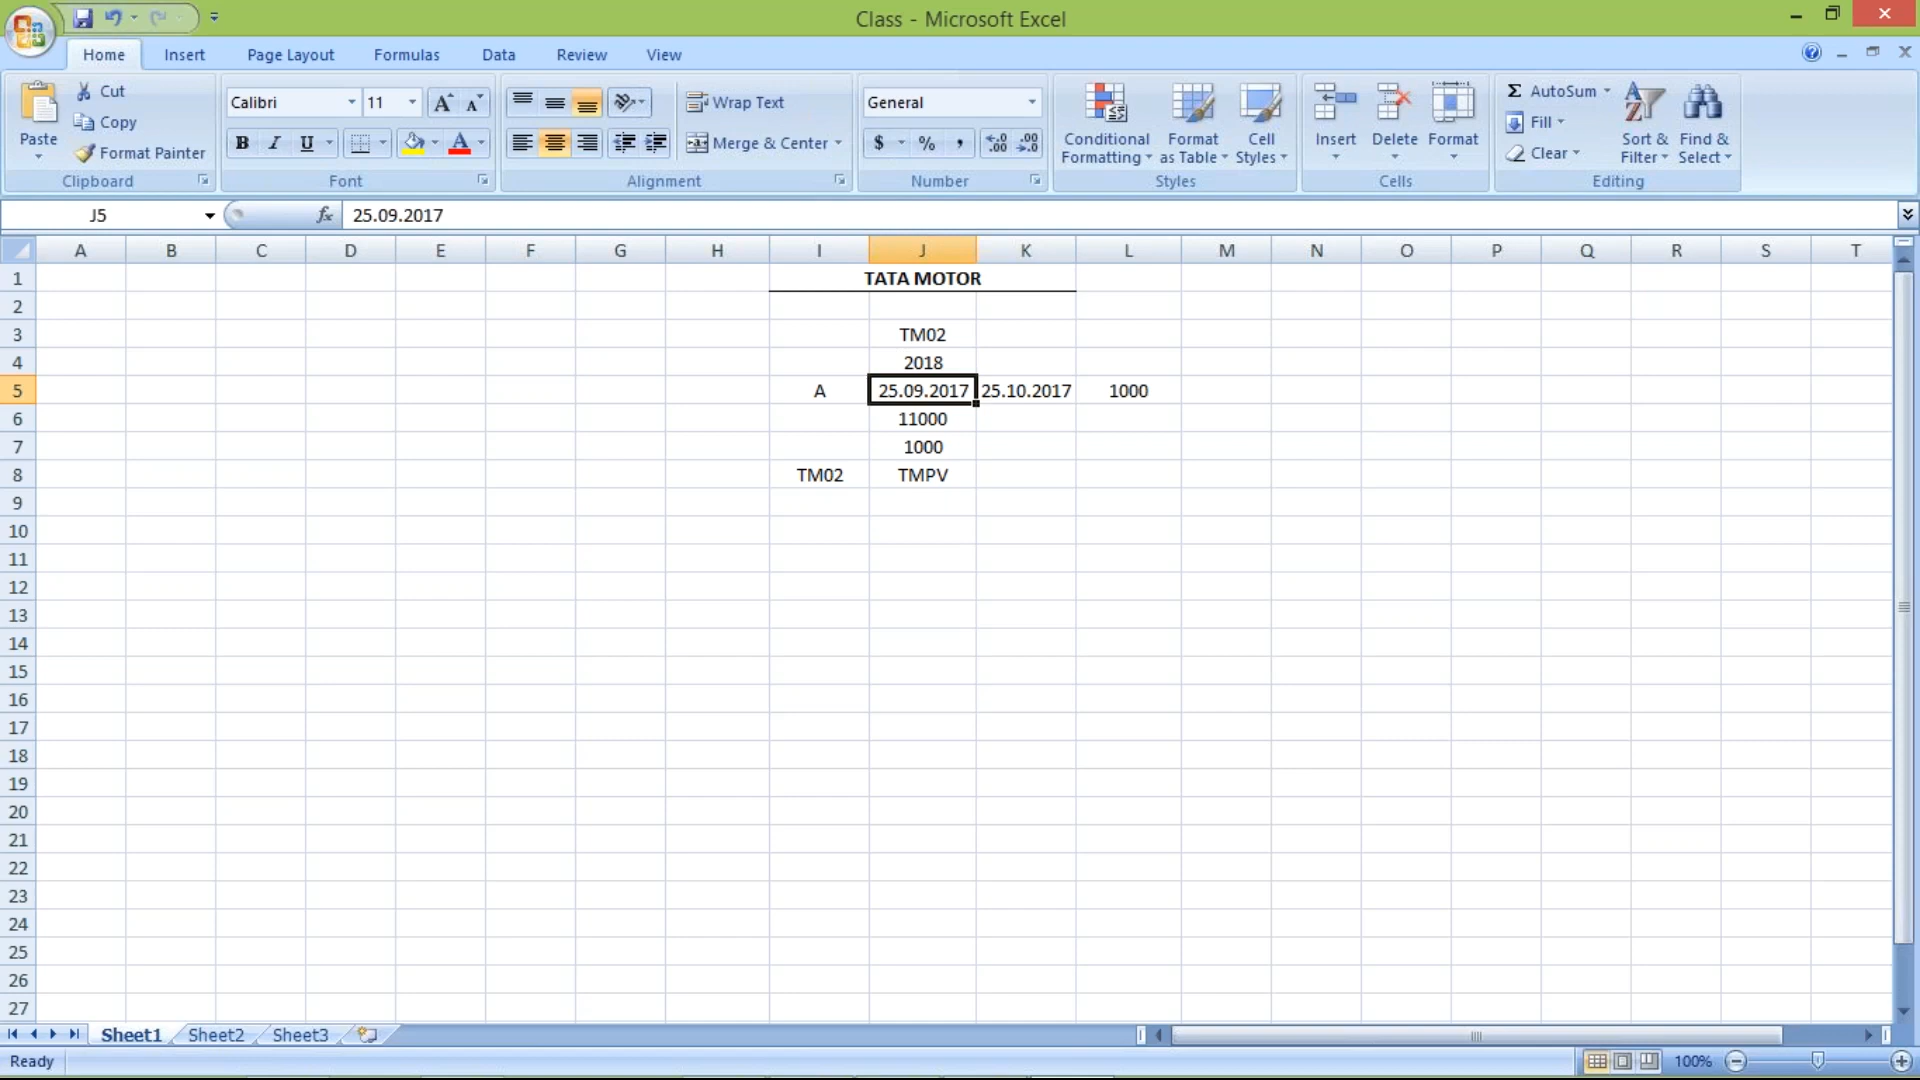 Class - Microsoft Excel
Home Insert Page Layout Formulas Data Review View
Paste
Cut
Copy
Format Painter
Clipboard
Calibri 11
B I U
Font
Wrap Text
Merge & Center
Alignment
General
$ % ,
Number
Conditional Formatting
Format as Table
Cell Styles
Styles
Insert Delete Format
Cells
Σ AutoSum
Fill
Clear
Sort & Filter
Find & Select
Editing
J5 fx 25.09.2017
A B C D E F G H I J K L M N O P Q R S T
1 TATA MOTOR
2
3 TM02
4 2018
5 A 25.09.2017 25.10.2017 1000
6 11000
7 1000
8 TM02 TMPV
9
10
11
12
13
14
15
16
17
18
19
20
21
22
23
24
25
26
27
Sheet1 Sheet2 Sheet3
Ready 100%